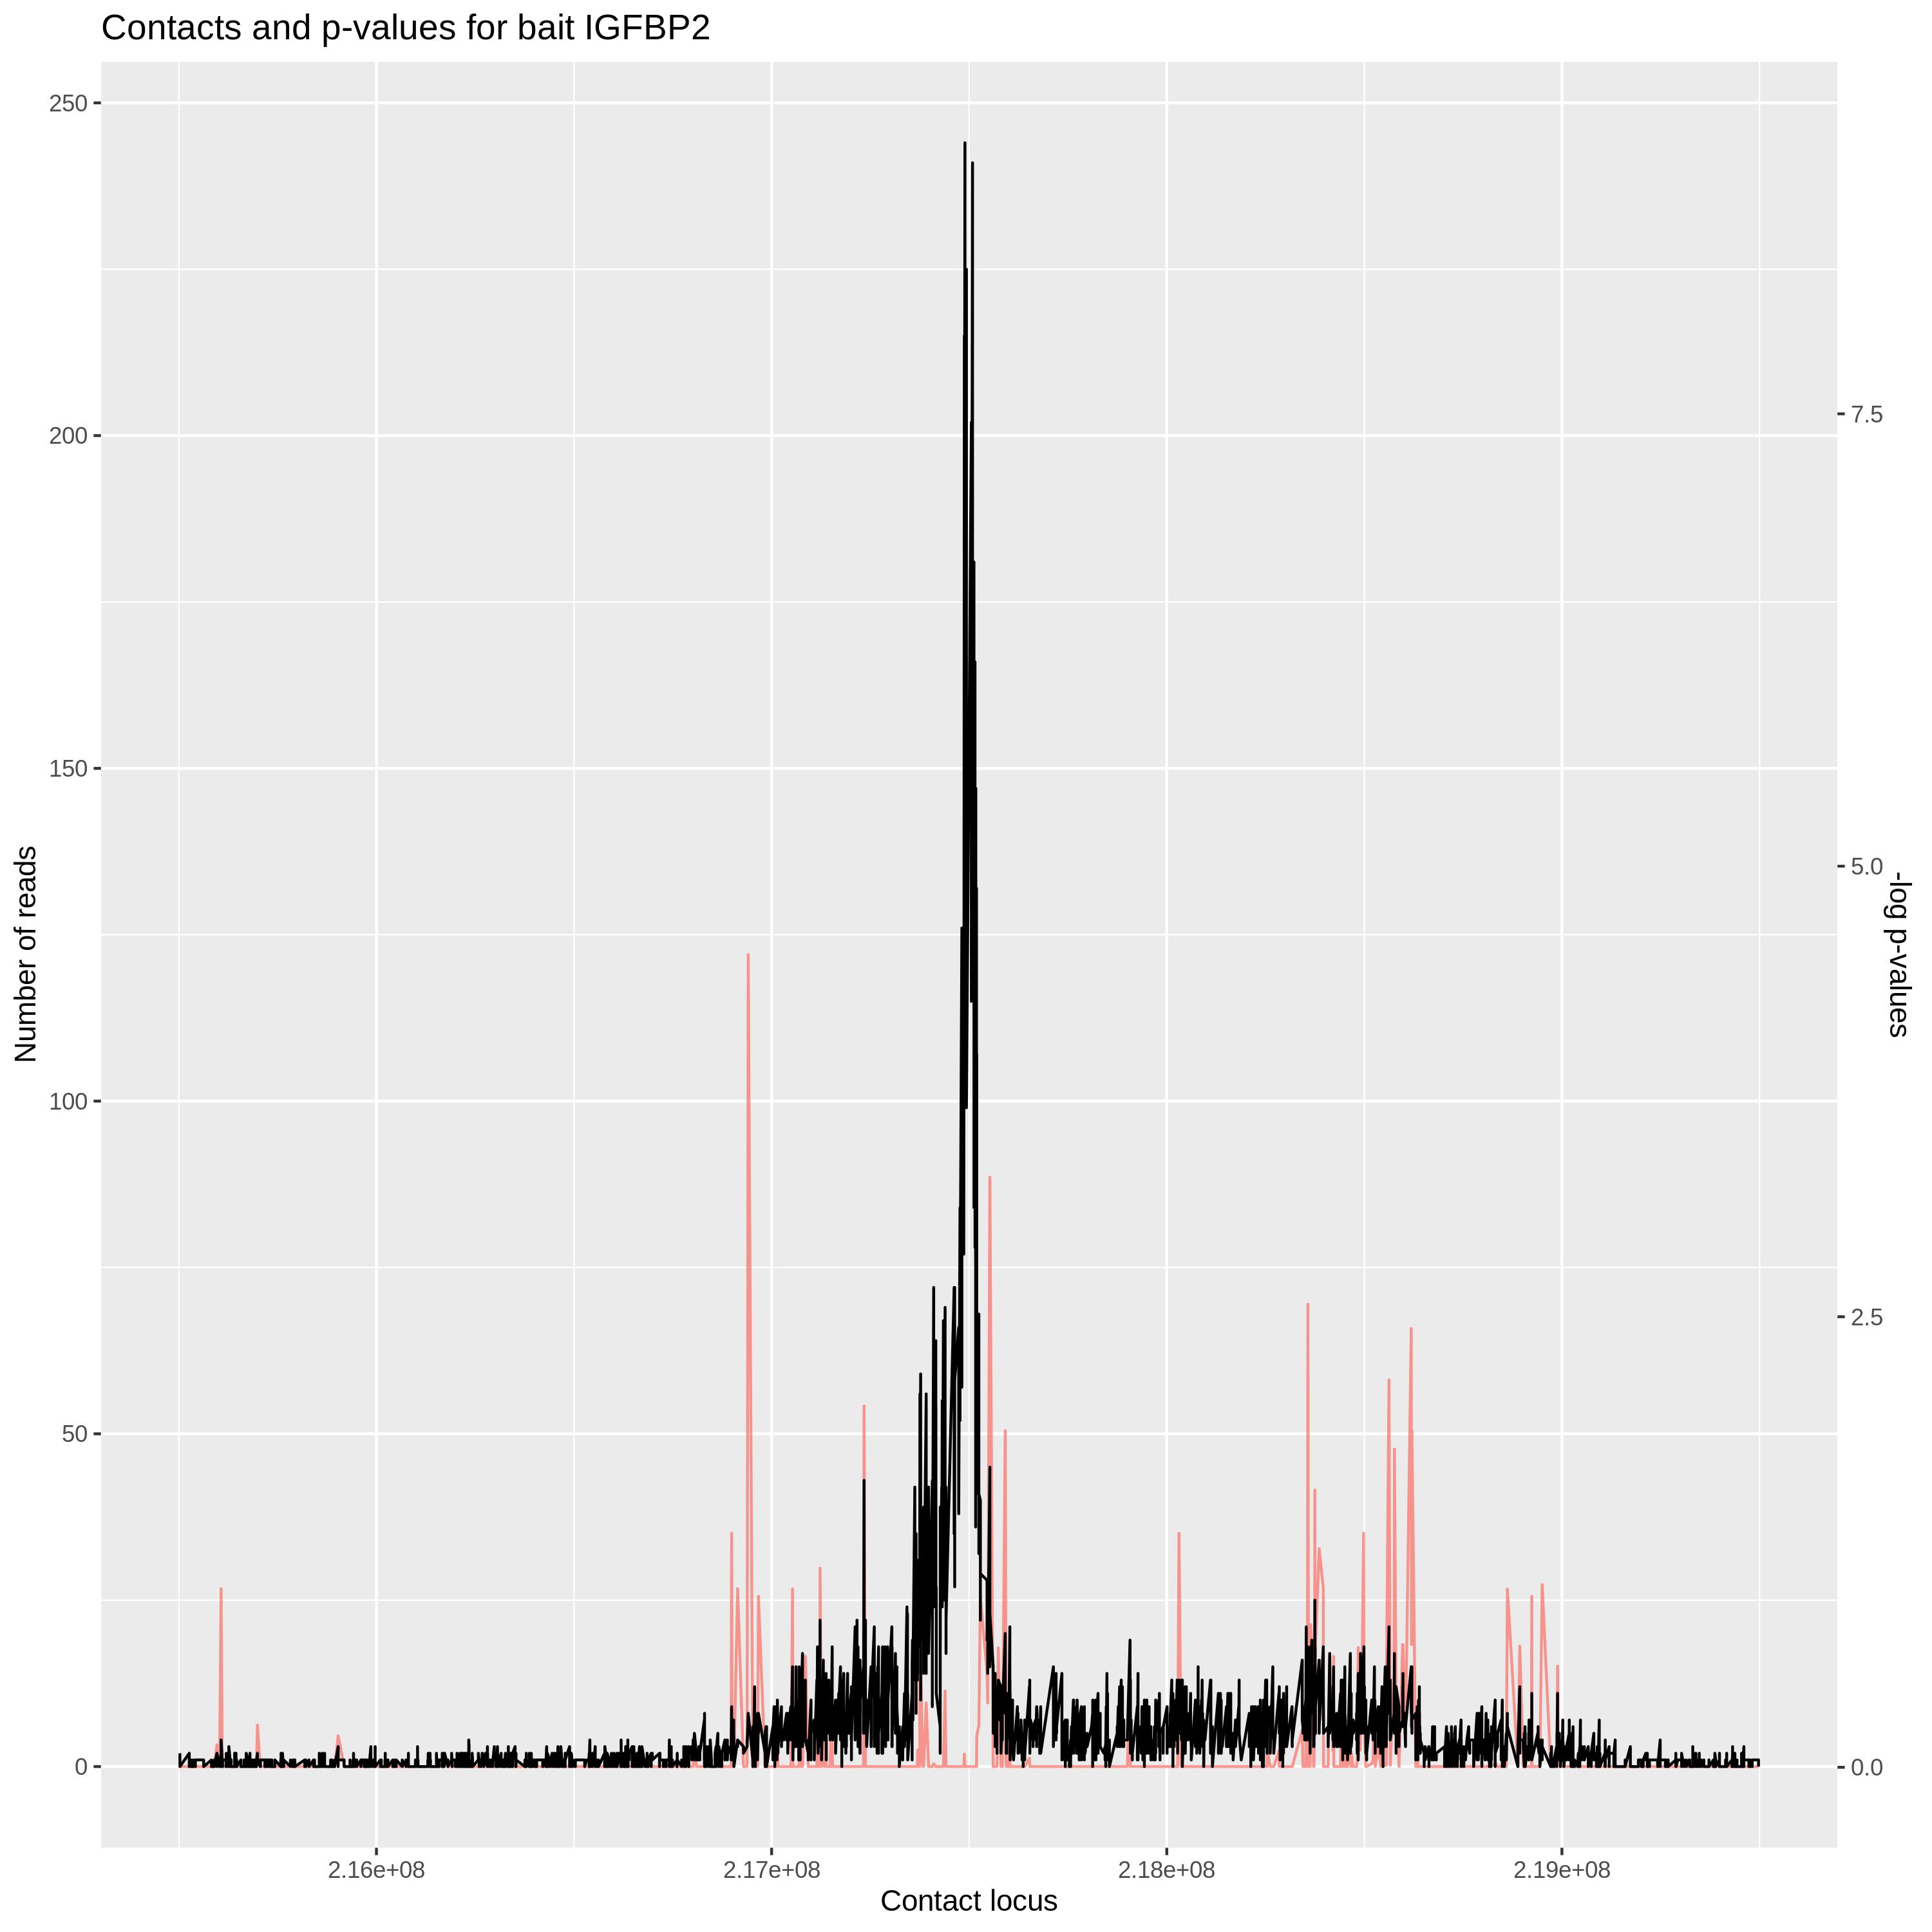 Contacts and p-values for bait IGFBP2
250
200
150
100
50
0
Number of reads
7.5
5.0
2.5
0.0
-log p-values
2.16e+08
2.17e+08
2.18e+08
2.19e+08
Contact locus